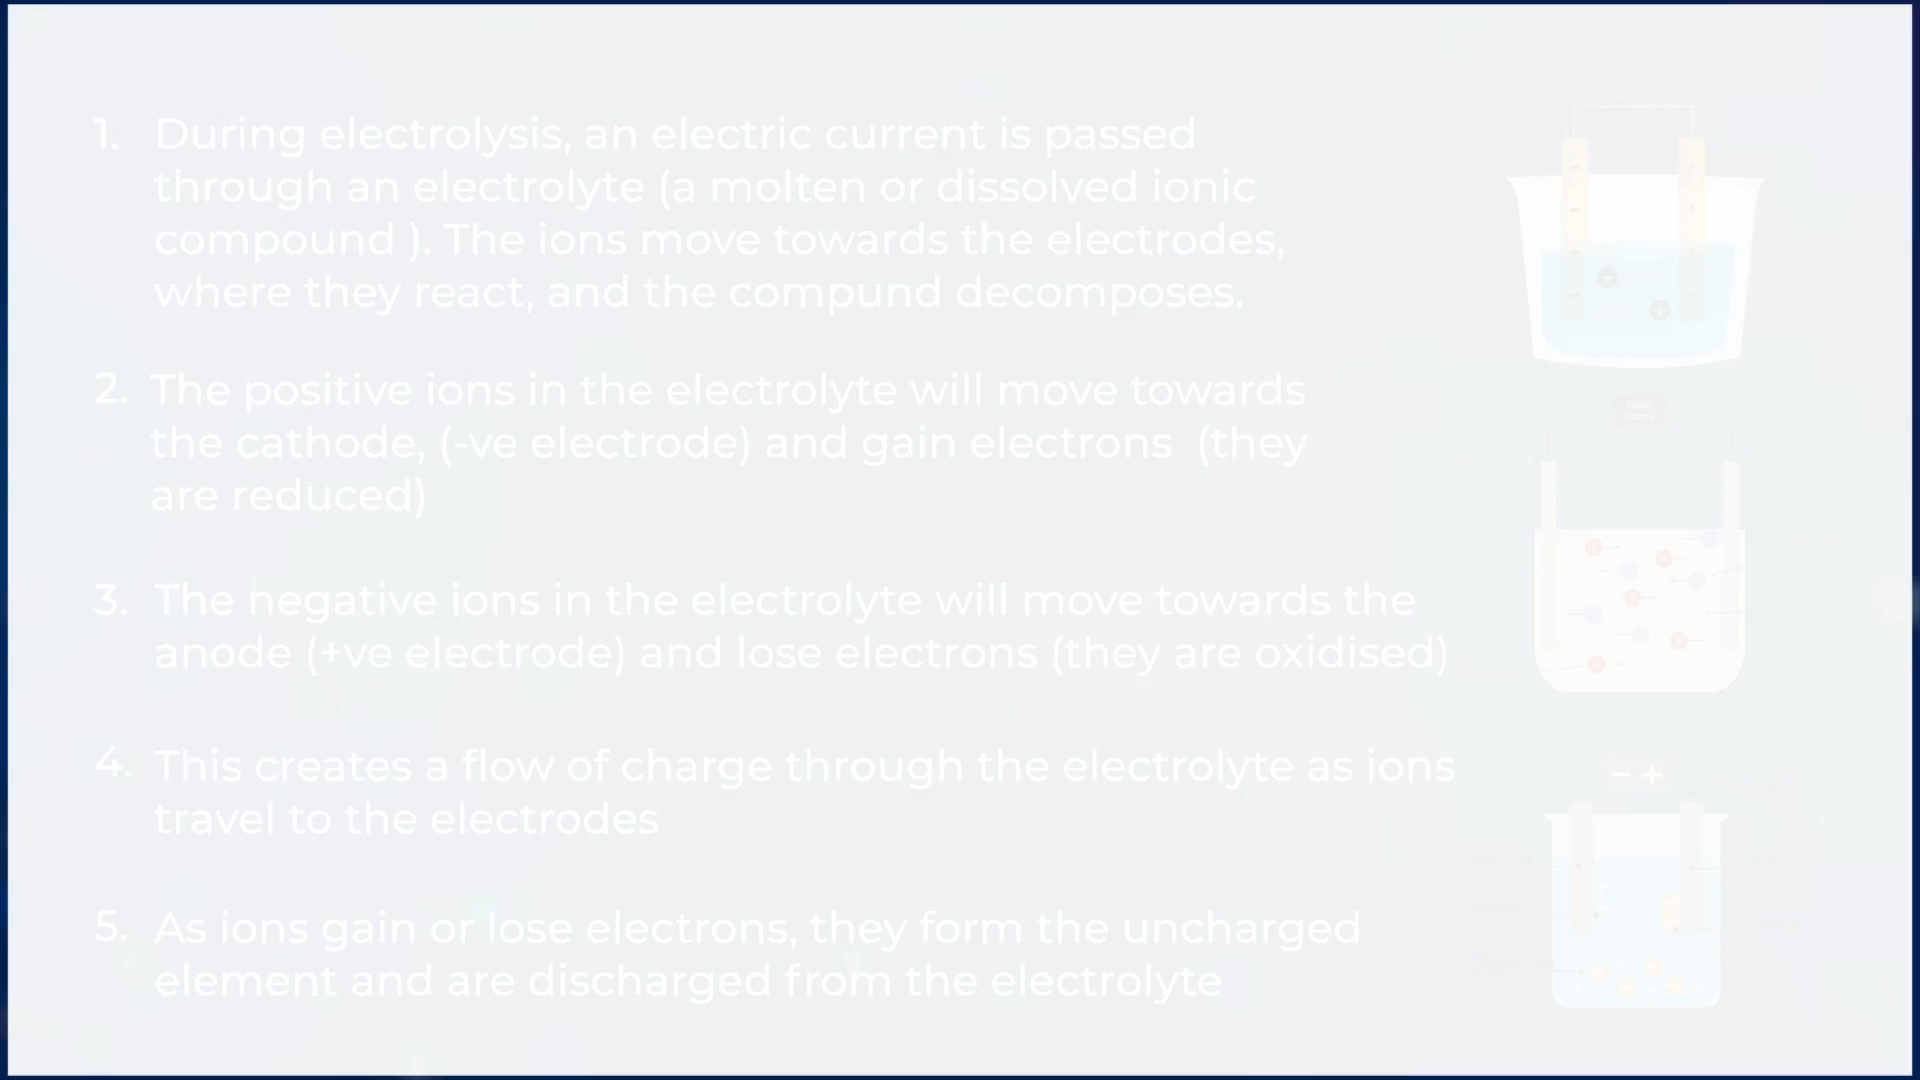 1. During electrolysis, an electric current is passed
through an electrolyte (a molten or dissolved ionic
compound ). The ions move towards the electrodes,
where they react, and the compund decomposes.
2. The positive ions in the electrolyte will move towards
the cathode, (-ve electrode) and gain electrons (they
are reduced)
3. The negative ions in the electrolyte will move towards the
anode (+ve electrode) and lose electrons (they are oxidised)
4. This creates a flow of charge through the electrolyte as ions
travel to the electrodes
5. As ions gain or lose electrons, they form the uncharged
element and are discharged from the electrolyte
Power
Source
− +